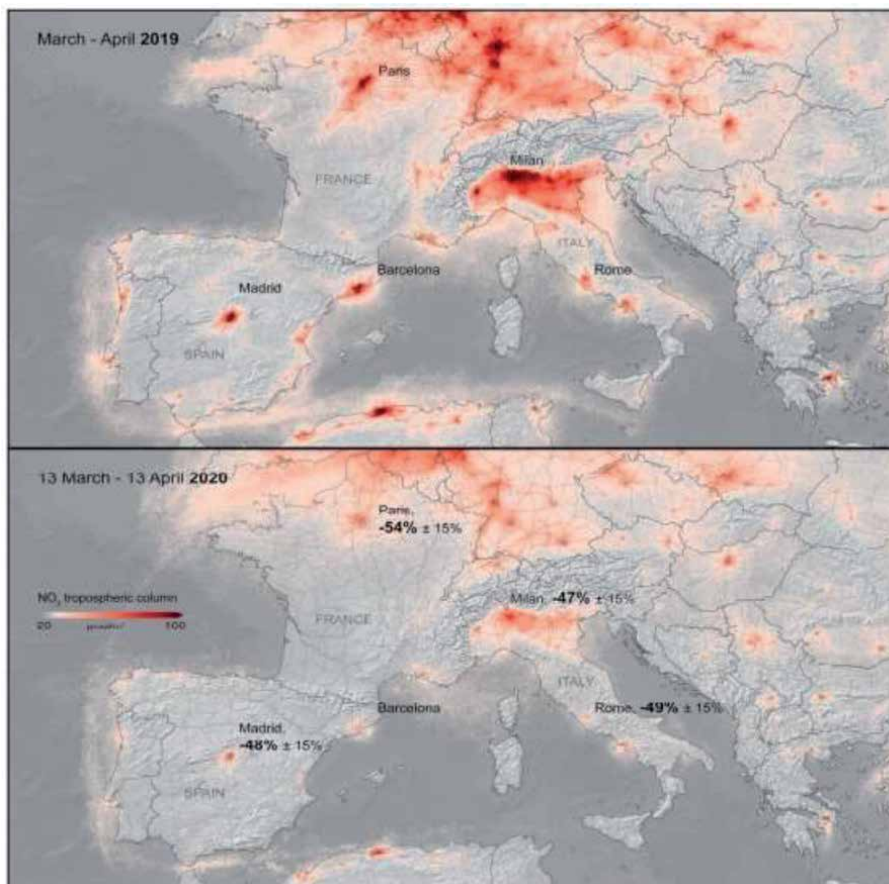 March - April 2019
Paris
Milan
FRANCE
ITALY
Barcelona
Rome
Madrid
SPAIN
13 March - 13 April 2020
Paris,
-54% ± 15%
NO₂ tropospheric column
20 100
Milan, -47% ± 15%
FRANCE
ITALY
Barcelona
Rome, -49% ± 15%
Madrid,
-48% ± 15%
SPAIN